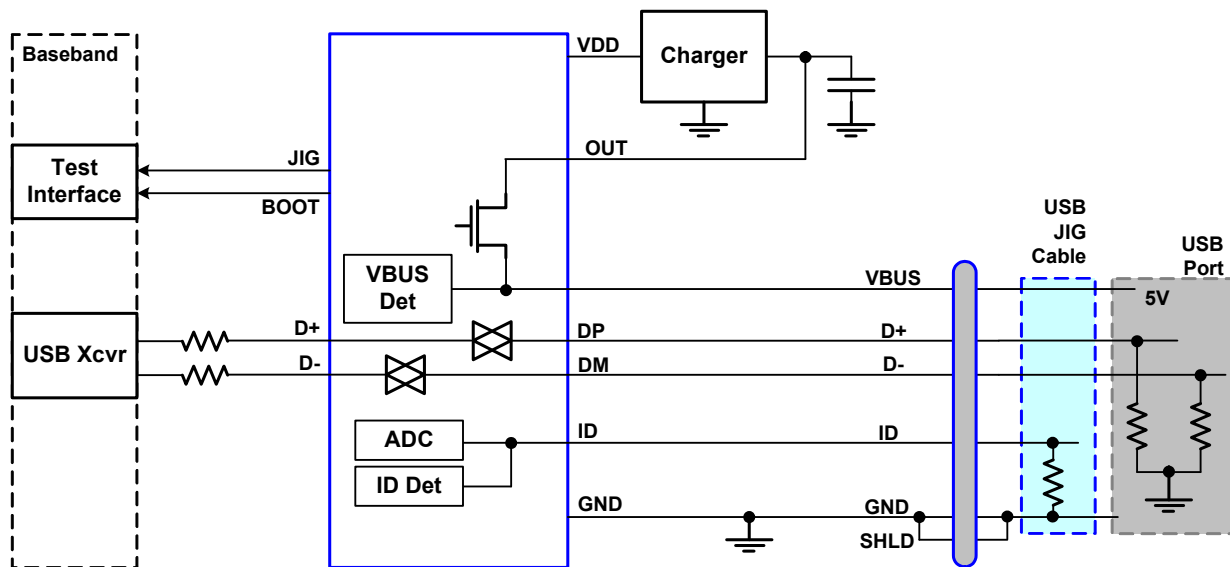 Baseband
VDD
Charger
OUT
Test
Interface
JIG
BOOT
USB
JIG
Cable
USB
Port
VBUS
Det
VBUS
5V
USB Xcvr
D+
DP
D+
D-
DM
D-
ADC
ID
ID
ID Det
GND
GND
SHLD